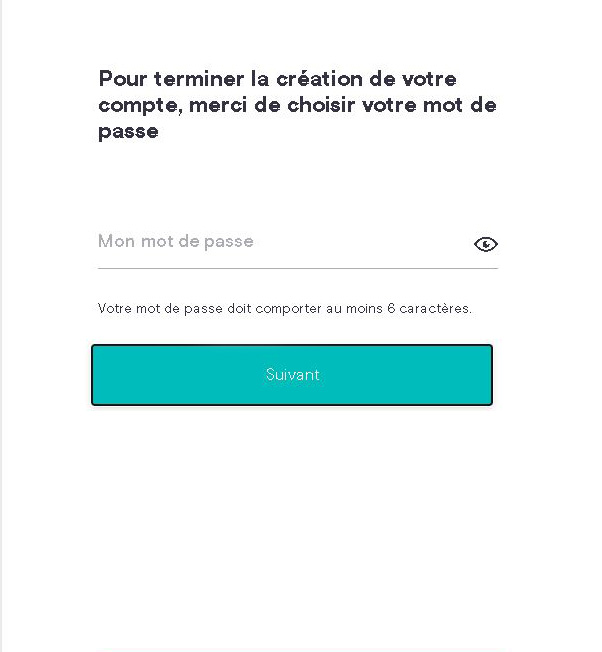 Pour terminer la création de votre
compte, merci de choisir votre mot de
passe
Mon mot de passe
Votre mot de passe doit comporter au moins 6 caractères.
Suivant